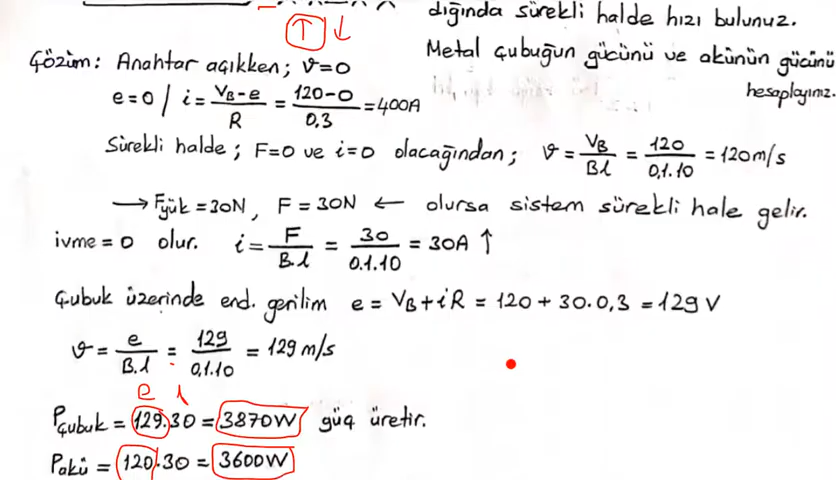 dığında sürekli halde hızı bulunuz.
Metal çubuğun gücünü ve akünün gücünü
hesaplayınız.
Çözüm: Anahtar açıkken; v=0
e=0 / i = (V_B - e)/R = (120-0)/0.3 = 400A
Sürekli halde; F=0 ve i=0 olacağından; v = V_B/(B.l) = 120/(0,1.10) = 120 m/s
→ F_yük = 30N, F = 30N ← olursa sistem sürekli hale gelir.
ivme = 0 olur. i = F/(B.l) = 30/(0.1.10) = 30A ↑
Çubuk üzerinde end. gerilim e = V_B + iR = 120 + 30.0,3 = 129 V
v = e/(B.l) = 129/(0,1.10) = 129 m/s
e i
P_çubuk = 129.30 = 3870W güç üretir.
P_akü = 120.30 = 3600W